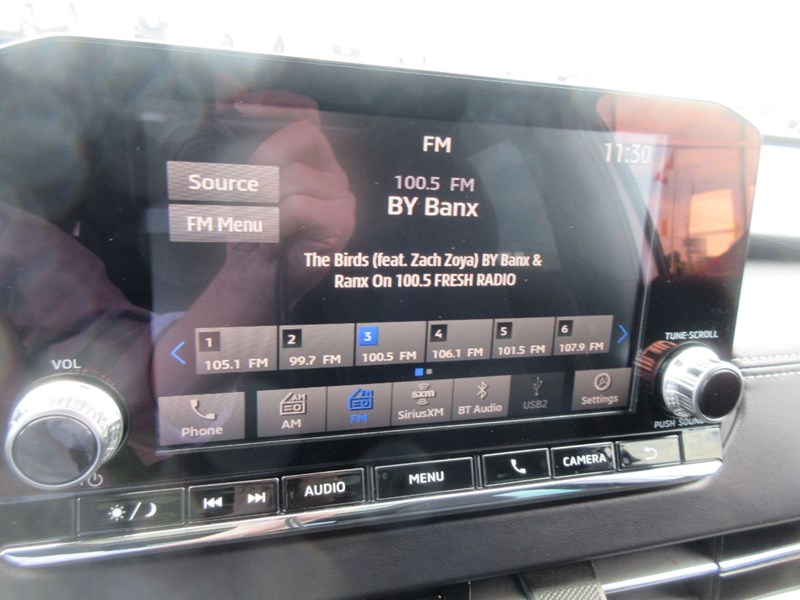 FM
11:30
Source
100.5 FM
BY Banx
FM Menu
The Birds (feat. Zach Zoya) BY Banx &
Ranx On 100.5 FRESH RADIO
1
2
3
4
5
6
105.1 FM
99.7 FM
100.5 FM
106.1 FM
101.5 FM
107.9 FM
VOL
TUNE·SCROLL
Phone
AM
AM
FM
sxm
SiriusXM
BT Audio
USB2
Settings
PUSH SOUND
AUDIO
MENU
CAMERA